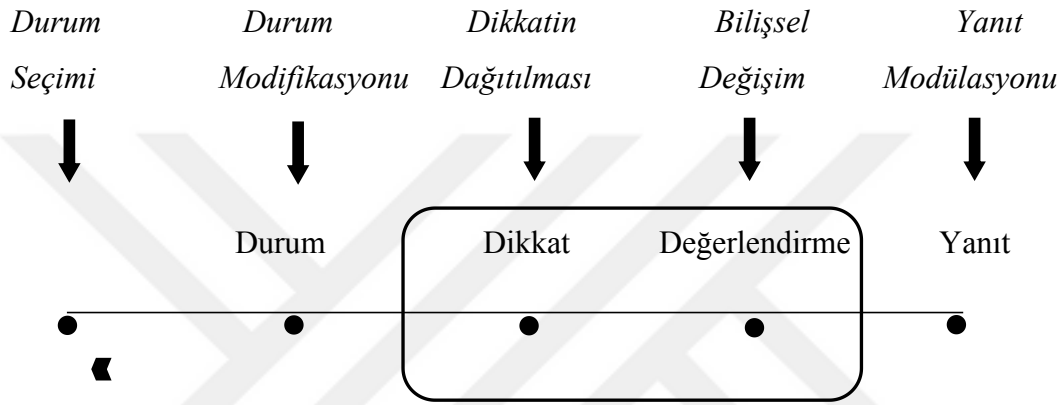 Durum Durum Dikkatin Bilişsel Yanıt
Seçimi Modifikasyonu Dağıtılması Değişim Modülasyonu
Durum Dikkat Değerlendirme Yanıt